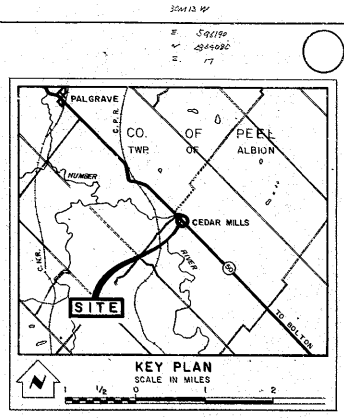 30M13 W
E. 596190
N
Z. 17
PALGRAVE
C.P.R.
CO. OF PEEL
TWP. OF ALBION
HUMBER
CEDAR MILLS
RIVER
C.N.R.
50
SITE
TO BOLTON
KEY PLAN
SCALE IN MILES
N
1 1/2 0 1 2